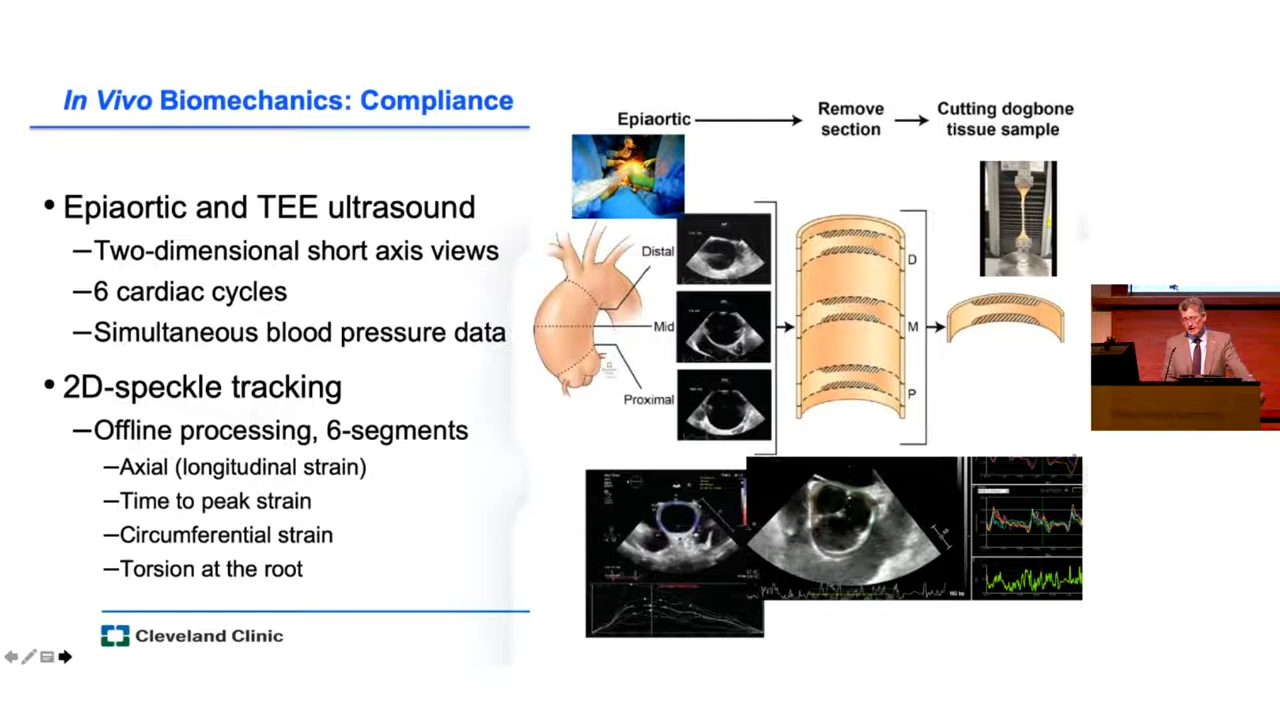 In Vivo Biomechanics: Compliance
• Epiaortic and TEE ultrasound
–Two-dimensional short axis views
–6 cardiac cycles
–Simultaneous blood pressure data
• 2D-speckle tracking
–Offline processing, 6-segments
–Axial (longitudinal strain)
–Time to peak strain
–Circumferential strain
–Torsion at the root
Cleveland Clinic
Epiaortic
Remove
section
Cutting dogbone
tissue sample
Distal
Mid
Proximal
D
M
P